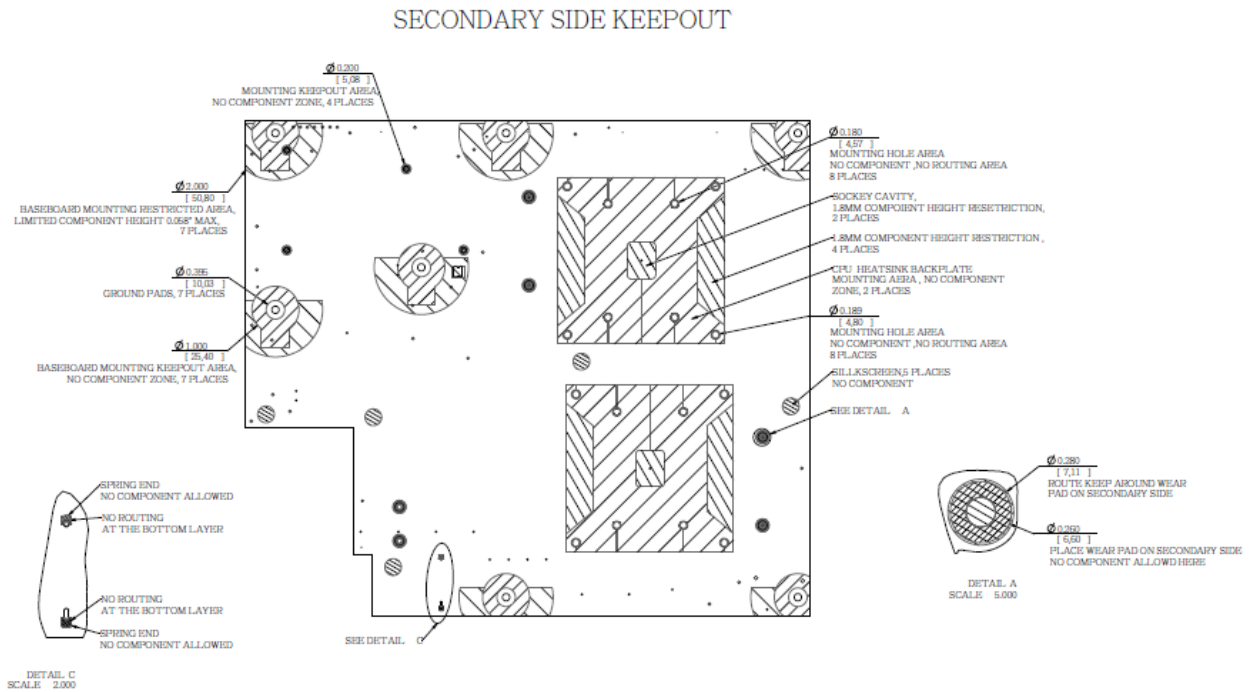 SECONDARY SIDE KEEPOUT
Ø 0.200
[ 5,08 ]
MOUNTING KEEPOUT AREA,
NO COMPONENT ZONE, 4 PLACES
Ø 2.000
[ 50,80 ]
BASEBOARD MOUNTING RESTRICTED AREA,
LIMITED COMPONENT HEIGHT 0.068" MAX,
7 PLACES
Ø 0.395
[ 10,03 ]
GROUND PADS, 7 PLACES
Ø 1.000
[ 25,40 ]
BASEBOARD MOUNTING KEEPOUT AREA,
NO COMPONENT ZONE, 7 PLACES
Ø 0.180
[ 4,57 ]
MOUNTING HOLE AREA
NO COMPONENT ,NO ROUTING AREA
8 PLACES
SOCKEY CAVITY,
1.8MM COMPOIENT HEIGHT RESETRICTION,
2 PLACES
1.8MM COMPONENT HEIGHT RESTRICTION ,
4 PLACES
CPU HEATSINK BACKPLATE
MOUNTING AERA , NO COMPONENT
ZONE, 2 PLACES
Ø 0.189
[ 4,80 ]
MOUNTING HOLE AREA
NO COMPONENT ,NO ROUTING AREA
8 PLACES
SILLKSCREEN,5 PLACES
NO COMPONENT
SEE DETAIL A
SPRING END
NO COMPONENT ALLOWED
NO ROUTING
AT THE BOTTOM LAYER
NO ROUTING
AT THE BOTTOM LAYER
SPRING END
NO COMPONENT ALLOWED
DETAIL C
SCALE 2.000
SEE DETAIL C
Ø 0.280
[ 7,11 ]
ROUTE KEEP AROUND WEAR
PAD ON SECONDARY SIDE
Ø 0.260
[ 6,60 ]
PLACE WEAR PAD ON SECONDARY SIDE
NO COMPONENT ALLOWD HERE
DETAIL A
SCALE 5.000